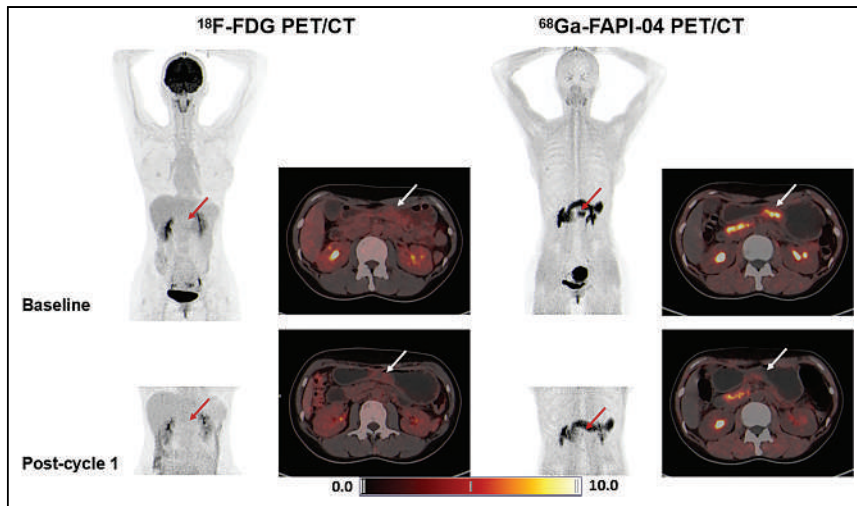 ¹⁸F-FDG PET/CT
⁶⁸Ga-FAPI-04 PET/CT
Baseline
Post-cycle 1
0.0
10.0